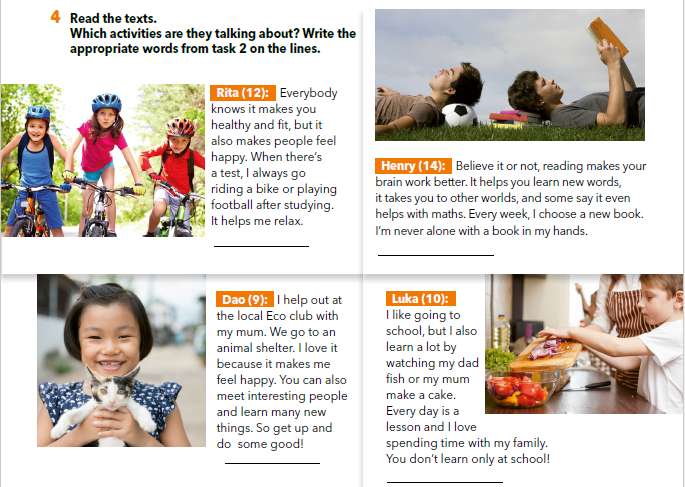 4 Read the texts.
Which activities are they talking about? Write the
appropriate words from task 2 on the lines.
Rita (12): Everybody
knows it makes you
healthy and fit, but it
also makes people feel
happy. When there's
a test, I always go
riding a bike or playing
football after studying.
It helps me relax.
Henry (14): Believe it or not, reading makes your
brain work better. It helps you learn new words,
it takes you to other worlds, and some say it even
helps with maths. Every week, I choose a new book.
I'm never alone with a book in my hands.
Dao (9): I help out at
the local Eco club with
my mum. We go to an
animal shelter. I love it
because it makes me
feel happy. You can also
meet interesting people
and learn many new
things. So get up and
do some good!
Luka (10):
I like going to
school, but I also
learn a lot by
watching my dad
fish or my mum
make a cake.
Every day is a
lesson and I love
spending time with my family.
You don't learn only at school!